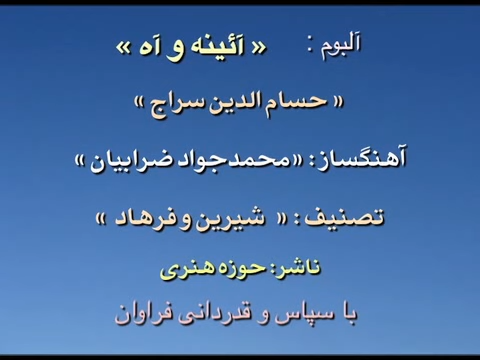 آلبوم : « آئینه و آه »
« حسام الدین سراج »
آهنگساز : « محمدجواد ضرابیان »
تصنیف : « شیرین و فرهاد »
ناشر : حوزه هنری
با سپاس و قدردانی فراوان